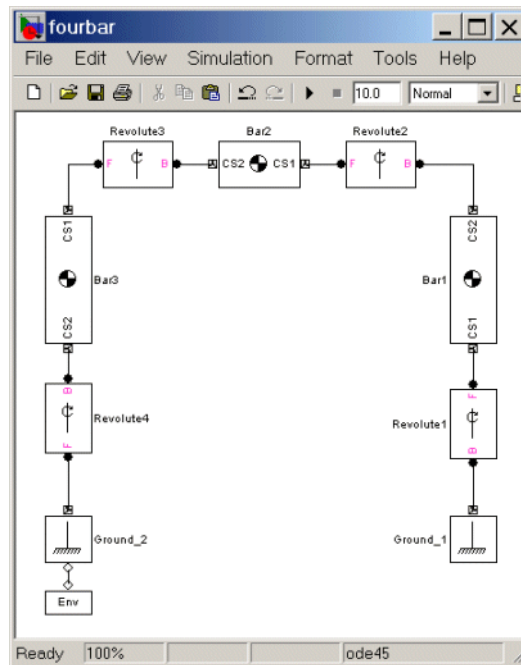 fourbar
File Edit View Simulation Format Tools Help
10.0 Normal
Revolute3 Bar2 Revolute2
F B CS2 CS1 F B
CS1 CS2
Bar3 Bar1
CS2 CS1
B F
Revolute4 Revolute1
F B
Ground_2 Ground_1
Env
Ready 100% ode45